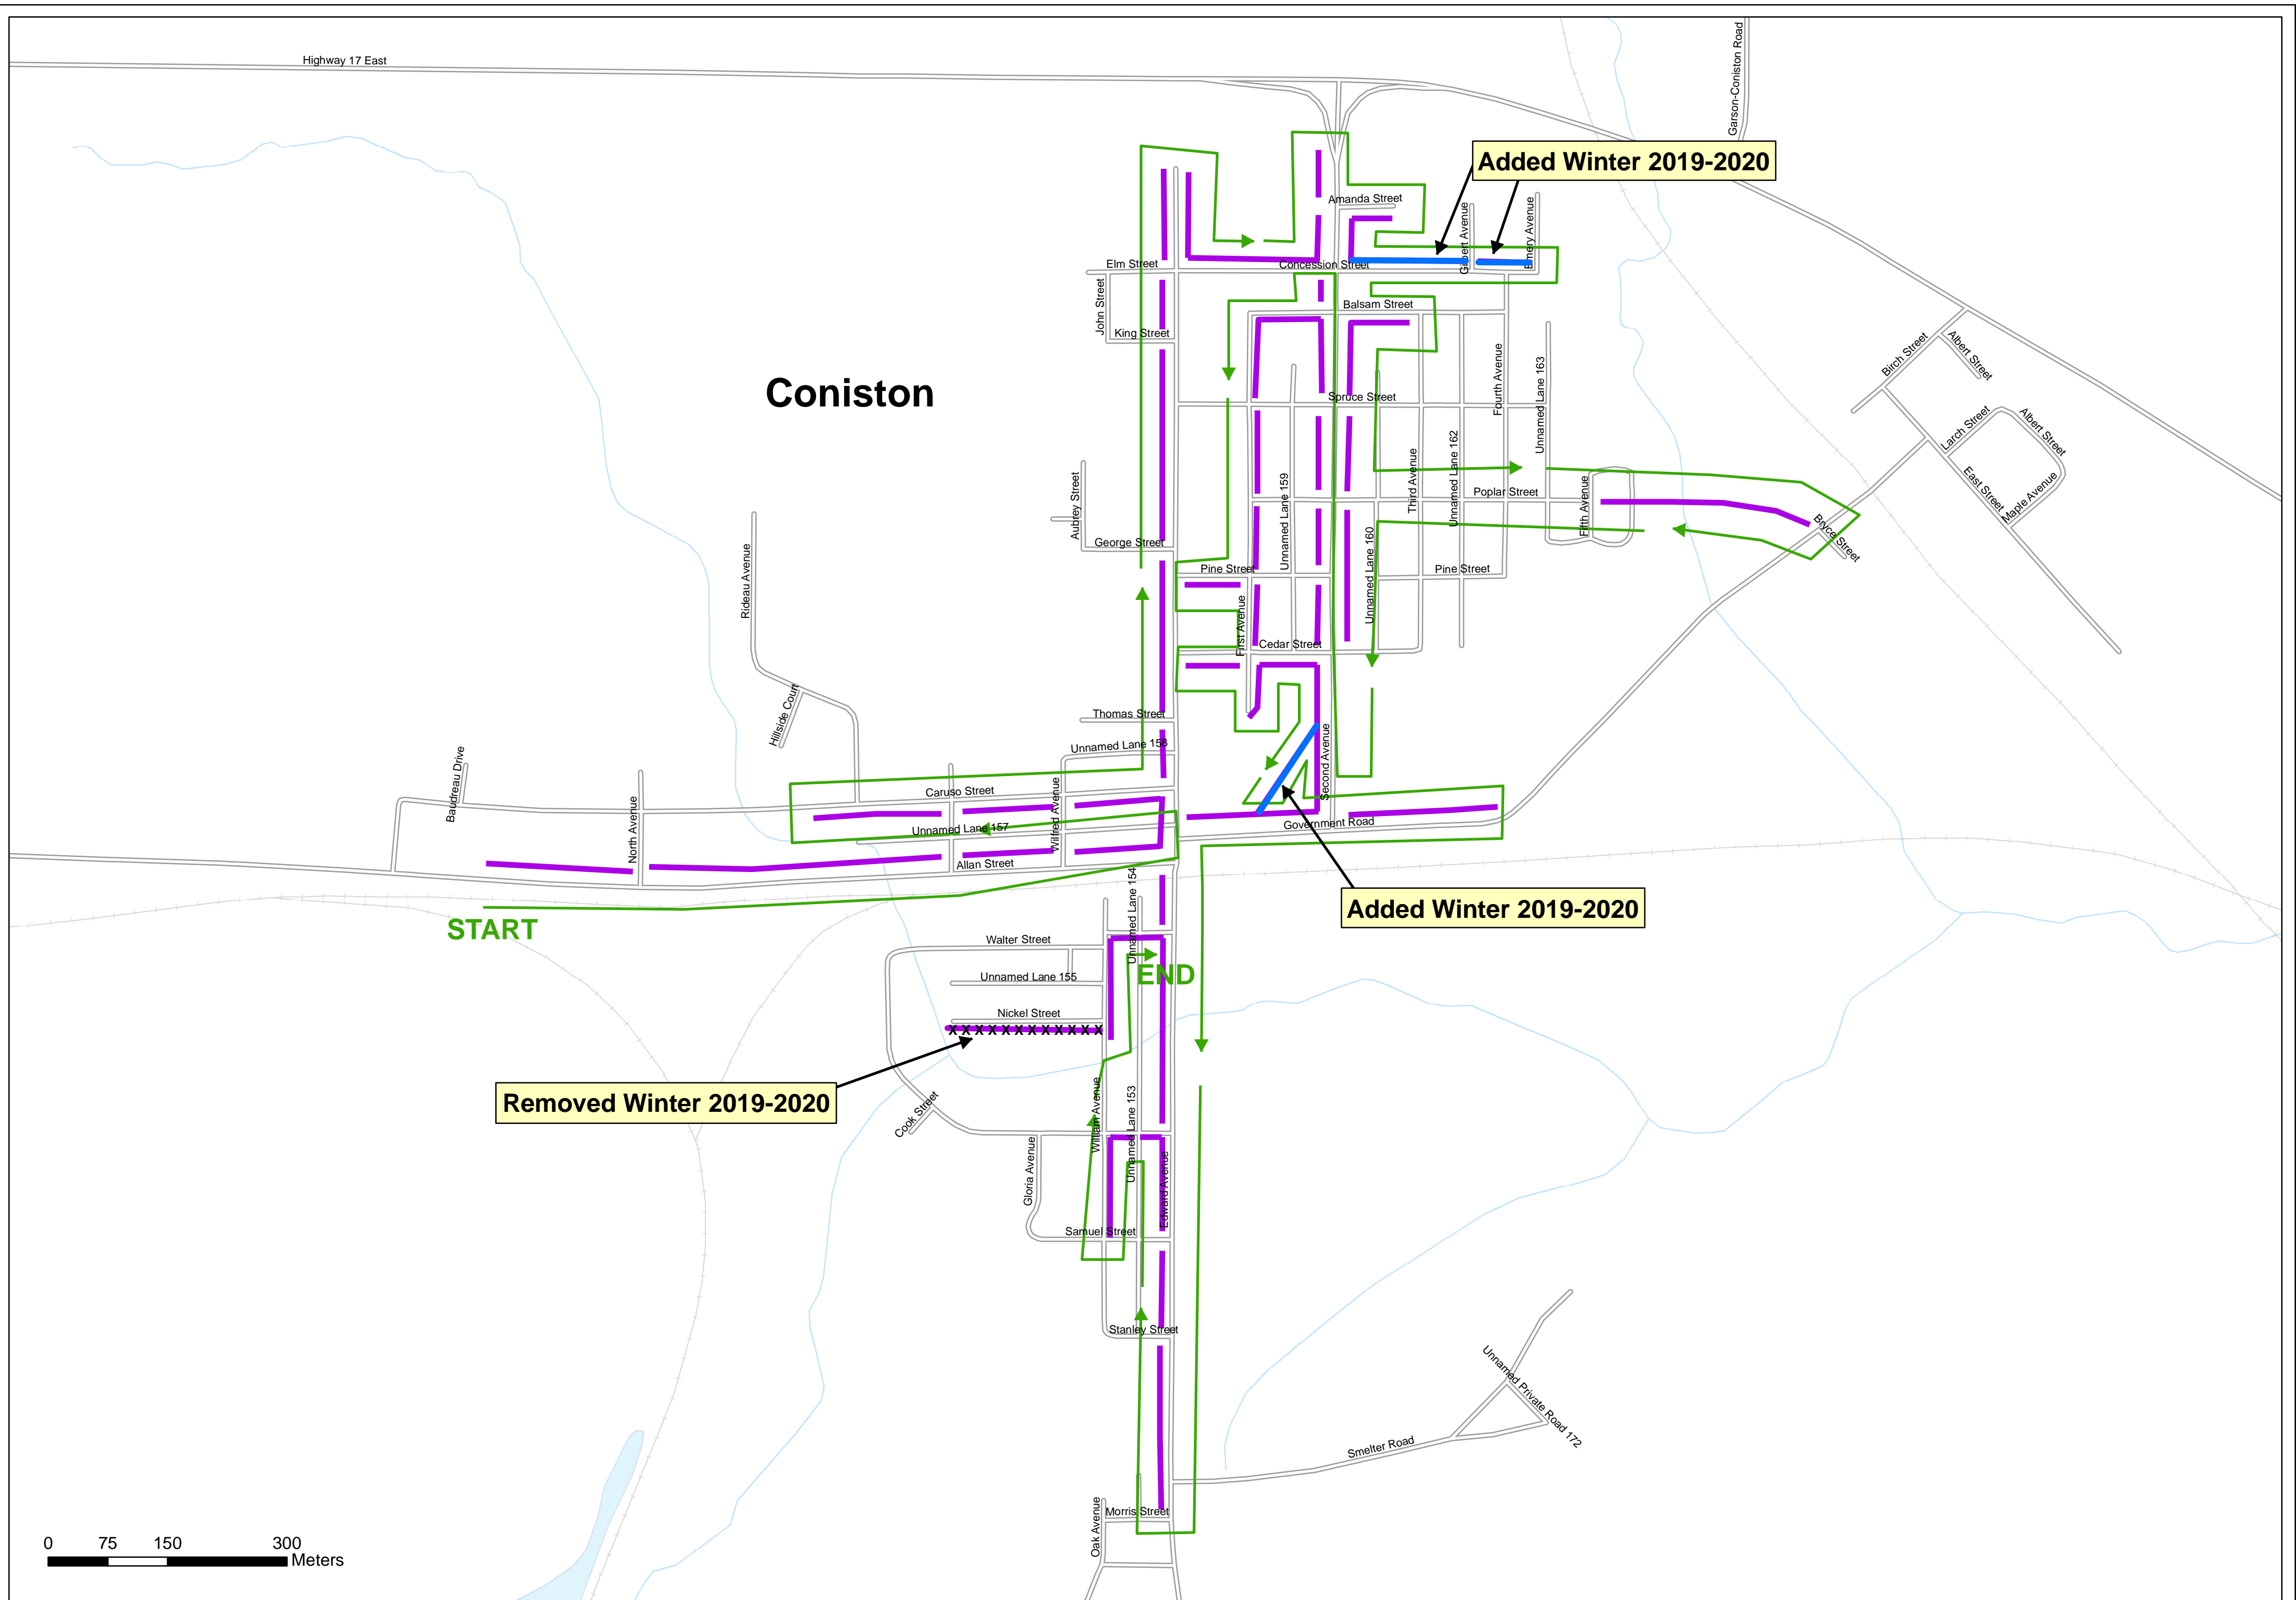 Highway 17 East
Garson-Coniston Road
Added Winter 2019-2020
Amanda Street
Gilbert Avenue
Emery Avenue
Elm Street
Concession Street
John Street
Balsam Street
King Street
Birch Street
Albert Street
Coniston
Fourth Avenue
Unnamed Lane 163
Spruce Street
Larch Street
Albert Street
Unnamed Lane 162
Third Avenue
Aubrey Street
Unnamed Lane 159
Poplar Street
Fifth Avenue
East Street
Maple Avenue
Bryce Street
Rideau Avenue
George Street
Unnamed Lane 160
Pine Street
Pine Street
First Avenue
Cedar Street
Hillside Court
Thomas Street
Unnamed Lane 158
Second Avenue
Baudreau Drive
North Avenue
Caruso Street
Wilfred Avenue
Unnamed Lane 157
Government Road
Allan Street
Unnamed Lane 154
Added Winter 2019-2020
START
Walter Street
END
Unnamed Lane 155
Nickel Street
X X X X X X X X X X X X
Removed Winter 2019-2020
Cook Street
William Avenue
Unnamed Lane 153
Gloria Avenue
Edward Avenue
Samuel Street
Stanley Street
Unnamed Private Road 172
Smelter Road
Oak Avenue
Morris Street
0 75 150 300
Meters